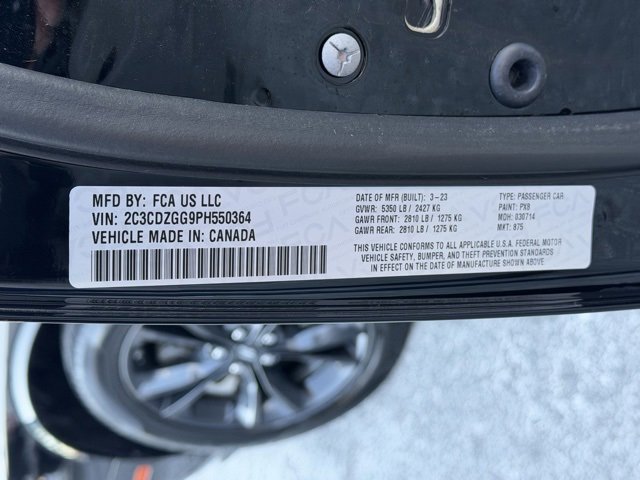 MFD BY: FCA US LLC
VIN: 2C3CDZGG9PH550364
VEHICLE MADE IN: CANADA
DATE OF MFR (BUILT): 3-23
GVWR: 5350 LB / 2427 KG
GAWR FRONT: 2810 LB / 1275 KG
GAWR REAR: 2810 LB / 1275 KG
TYPE: PASSENGER CAR
PAINT: PX8
MDH: 030714
MKT: 875
THIS VEHICLE CONFORMS TO ALL APPLICABLE U.S.A. FEDERAL MOTOR
VEHICLE SAFETY, BUMPER, AND THEFT PREVENTION STANDARDS
IN EFFECT ON THE DATE OF MANUFACTURE SHOWN ABOVE